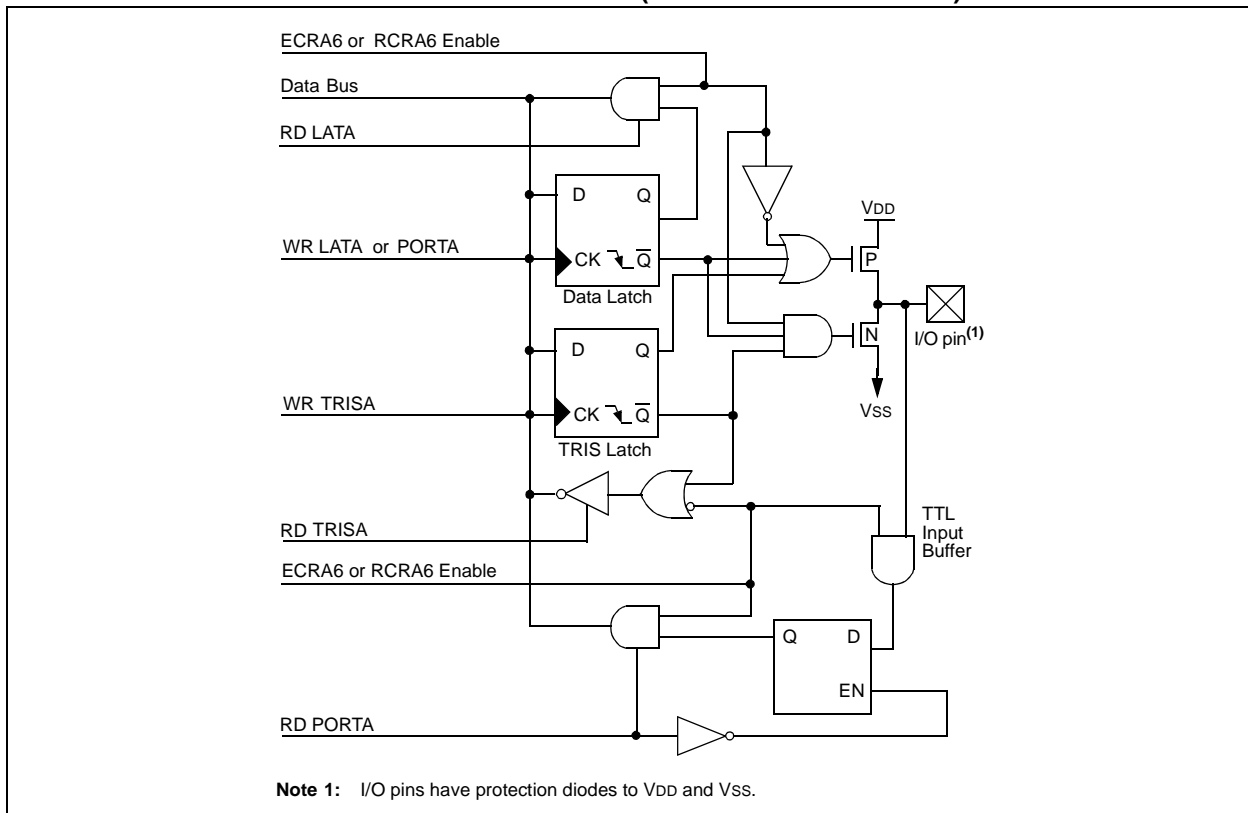 ECRA6 or RCRA6 Enable
Data Bus
RD LATA
D Q
VDD
WR LATA or PORTA
CK Q
P
Data Latch
D Q
N
I/O pin(1)
WR TRISA
CK Q
VSS
TRIS Latch
TTL
Input
Buffer
RD TRISA
ECRA6 or RCRA6 Enable
Q D
EN
RD PORTA
Note 1: I/O pins have protection diodes to VDD and VSS.